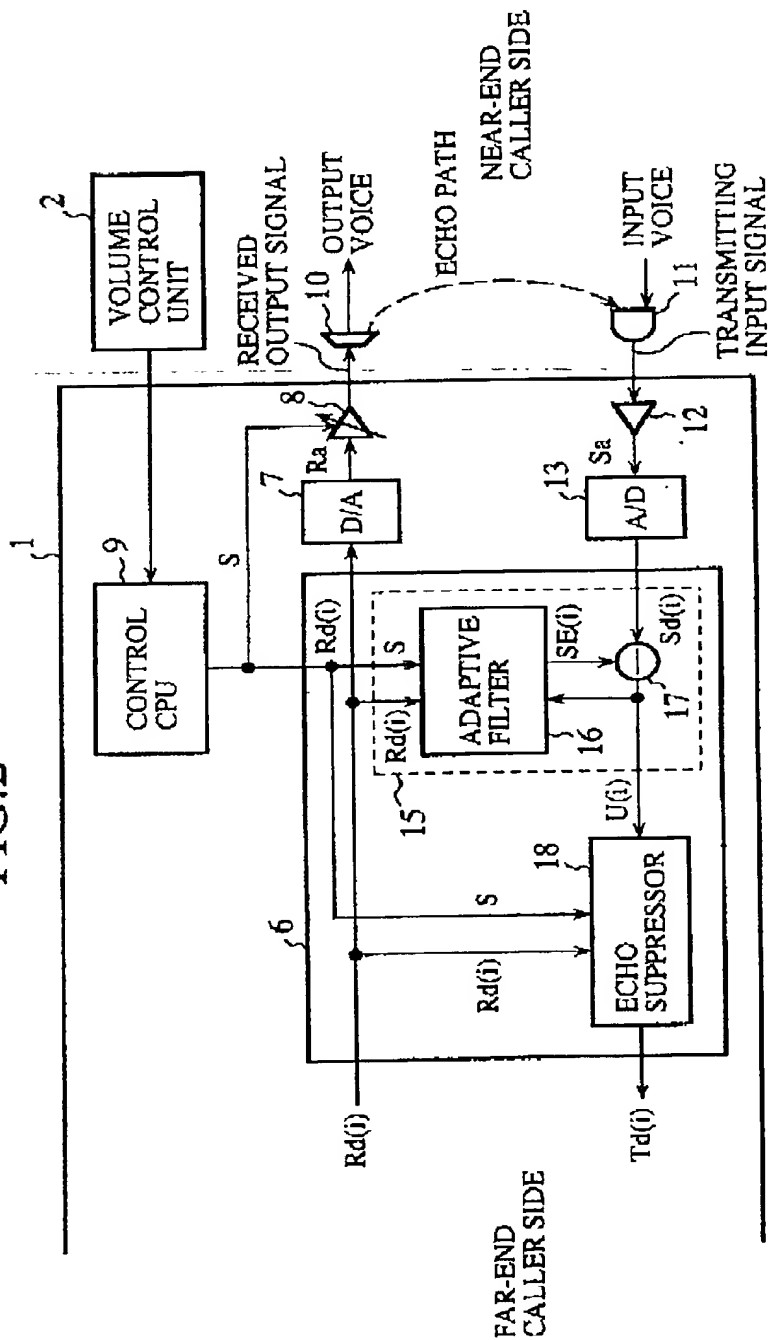 1
2
VOLUME
CONTROL
UNIT
9
CONTROL
CPU
S
RECEIVED
OUTPUT SIGNAL
10
OUTPUT
VOICE
8
Ra
7
D/A
Rd(i)
6
Rd(i)
Rd(i)
S
15
ADAPTIVE
FILTER
16
SE(i)
17
Sd(i)
13
A/D
Sa
12
ECHO PATH
NEAR-END
CALLER SIDE
INPUT
VOICE
11
TRANSMITTING
INPUT SIGNAL
S
Rd(i)
U(i)
18
ECHO
SUPPRESSOR
Td(i)
FAR-END
CALLER SIDE